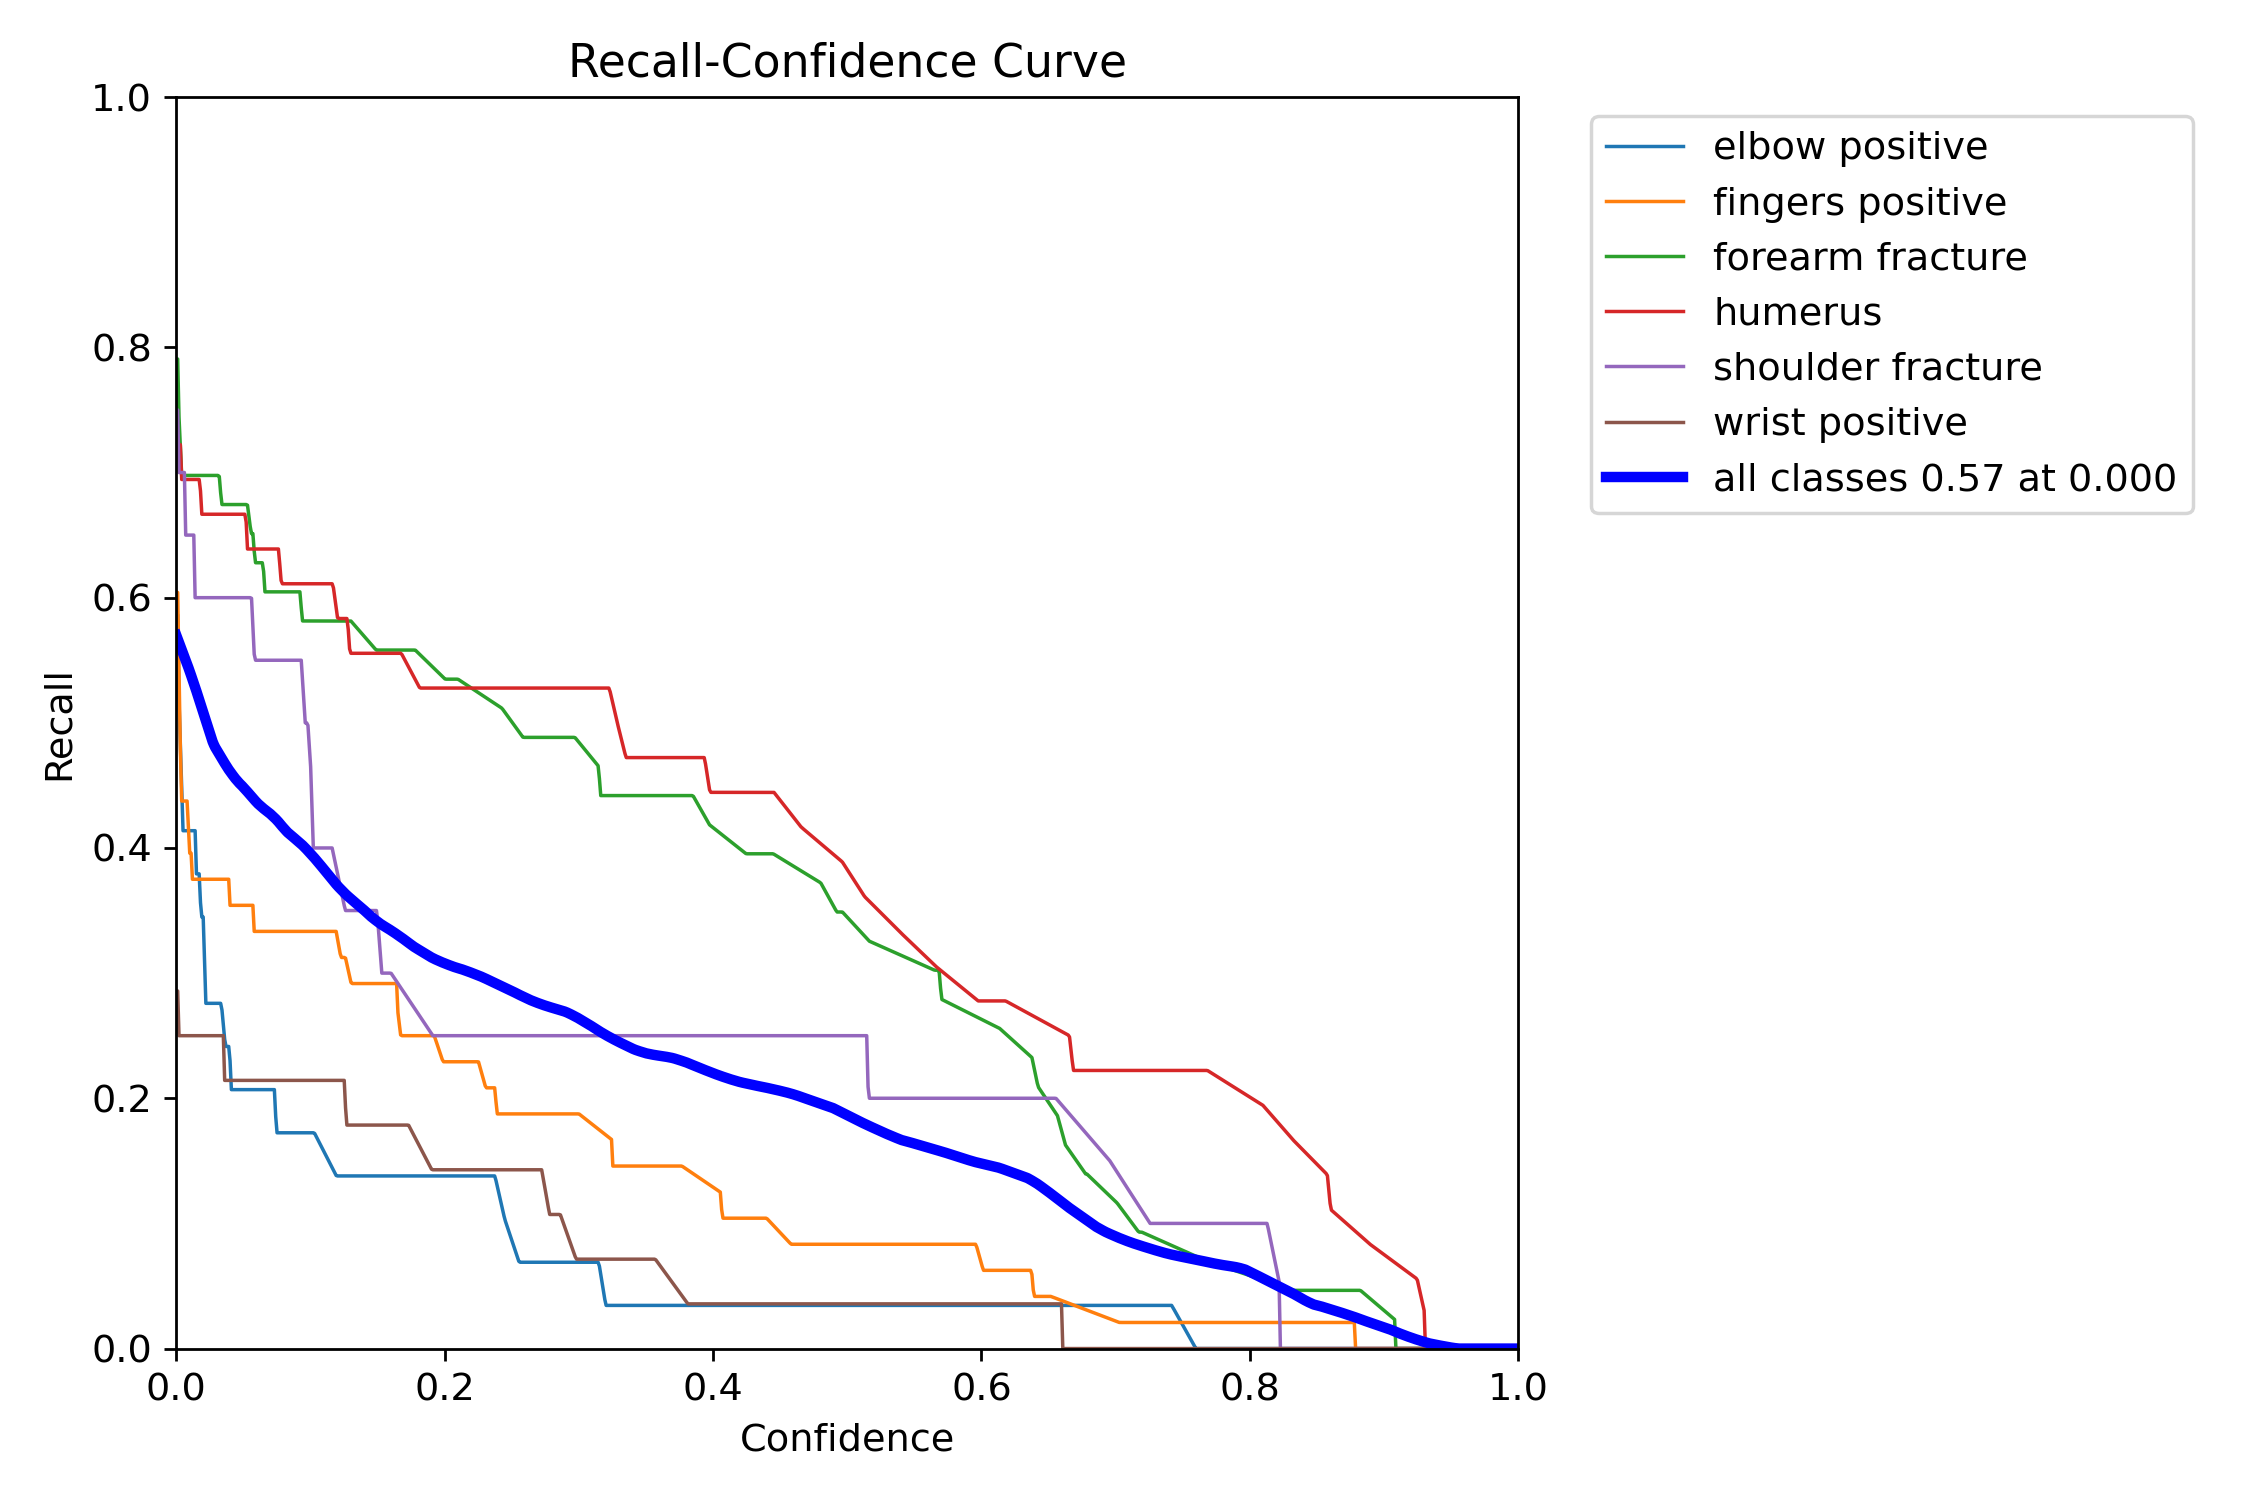 Recall-Confidence Curve
1.0
0.8
0.6
0.4
0.2
0.0
Recall
0.0 0.2 0.4 0.6 0.8 1.0
Confidence
elbow positive
fingers positive
forearm fracture
humerus
shoulder fracture
wrist positive
all classes 0.57 at 0.000